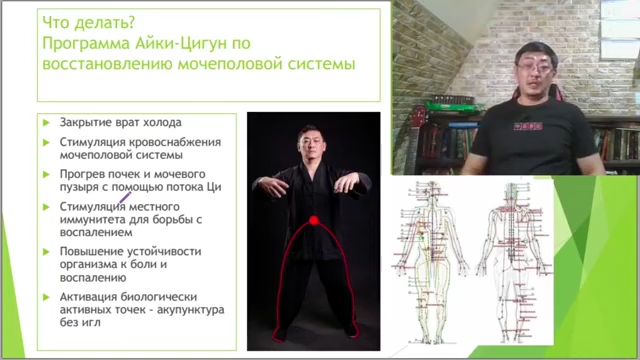 Что делать?
Программа Айки-Цигун по
восстановлению мочеполовой системы
Закрытие врат холода
Стимуляция кровоснабжения
мочеполовой системы
Прогрев почек и мочевого
пузыря с помощью потока Ци
Стимуляция местного
иммунитета для борьбы с
воспалением
Повышение устойчивости
организма к боли и
воспалению
Активация биологически
активных точек - акупунктура
без игл